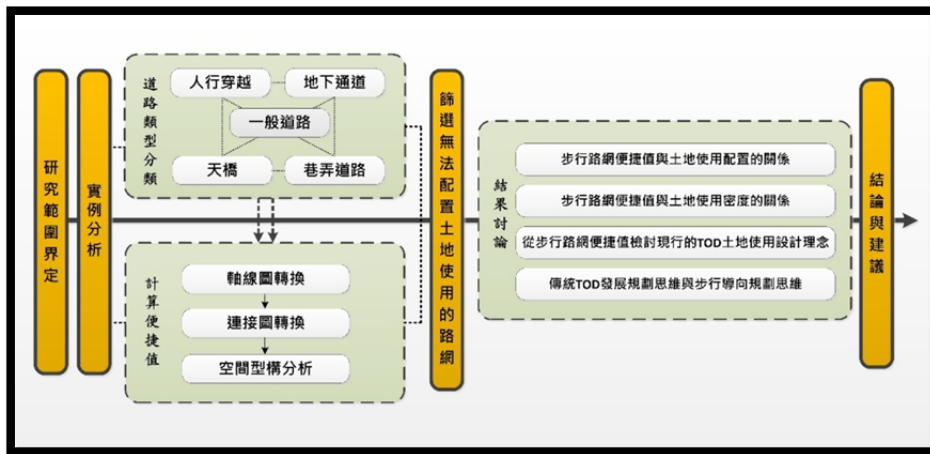 研究範圍界定
實例分析
道路類型分類
人行穿越
地下通道
一般道路
天橋
巷弄道路
計算便捷值
軸線圖轉換
連接圖轉換
空間型構分析
篩選無法配置土地使用的路網
結果討論
步行路網便捷值與土地使用配置的關係
步行路網便捷值與土地使用密度的關係
從步行路網便捷值檢討現行的TOD土地使用設計理念
傳統TOD發展規劃思維與步行導向規劃思維
結論與建議